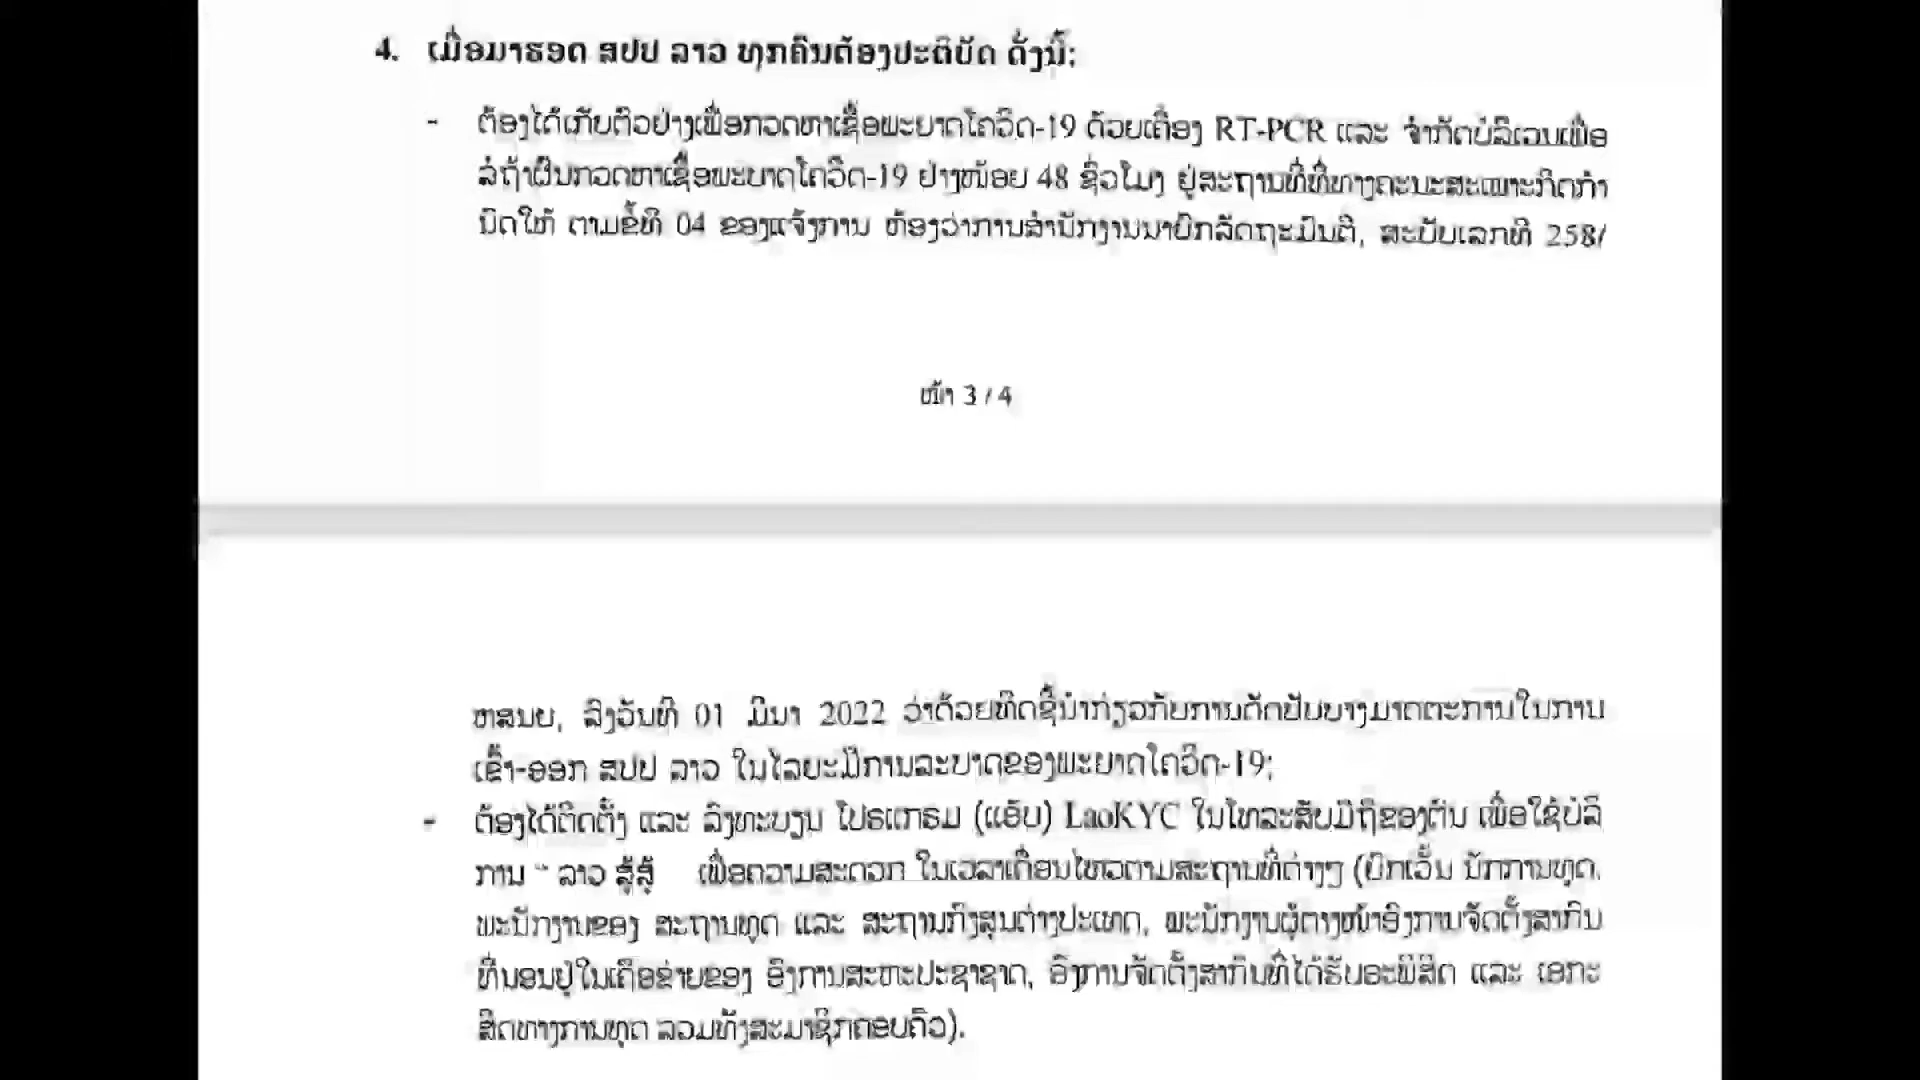 4. ເມື່ອມາຮອດ ສປປ ລາວ ທຸກຄົນຕ້ອງປະຕິບັດ ດັ່ງນີ້:
- ຕ້ອງໄດ້ເກັບຕົວຢ່າງເພື່ອກວດຫາເຊື້ອພະຍາດໂຄວິດ-19 ດ້ວຍເຄື່ອງ RT-PCR ແລະ ຈຳກັດບໍລິເວນເພື່ອ
ລໍຖ້າຜົນກວດຫາເຊື້ອພະຍາດໂຄວິດ-19 ຢ່າງໜ້ອຍ 48 ຊົ່ວໂມງ ຢູ່ສະຖານທີ່ທີ່ທາງຄະນະສະເພາະກິດກຳ
ນົດໃຫ້ ຕາມຂໍ້ທີ 04 ຂອງແຈ້ງການ ຫ້ອງວ່າການສຳນັກງານນາຍົກລັດຖະມົນຕີ, ສະບັບເລກທີ 258/
ໜ້າ 3 / 4
ຫສນຍ, ລົງວັນທີ 01 ມີນາ 2022 ວ່າດ້ວຍທິດຊີ້ນຳກ່ຽວກັບການດັດປັບບາງມາດຕະການໃນການ
ເຂົ້າ-ອອກ ສປປ ລາວ ໃນໄລຍະມີການລະບາດຂອງພະຍາດໂຄວິດ-19;
- ຕ້ອງໄດ້ຕິດຕັ້ງ ແລະ ລົງທະບຽນ ໂປຣແກຣມ (ແອັບ) LaoKYC ໃນໂທລະສັບມືຖືຂອງຕົນ ເພື່ອໃຊ້ບໍລິ
ການ “ ລາວ ສູ້ສູ້ ເພື່ອຄວາມສະດວກ ໃນເວລາເຄື່ອນໄຫວຕາມສະຖານທີ່ຕ່າງໆ (ຍົກເວັ້ນ ນັກການທູດ,
ພະນັກງານຂອງ ສະຖານທູດ ແລະ ສະຖານກົງສຸນຕ່າງປະເທດ, ພະນັກງານຜູ້ຕາງໜ້າອົງການຈັດຕັ້ງສາກົນ
ທີ່ນອນຢູ່ໃນເຄືອຂ່າຍຂອງ ອົງການສະຫະປະຊາຊາດ, ອົງການຈັດຕັ້ງສາກົນທີ່ໄດ້ຮັບອະພິສິດ ແລະ ເອກະ
ສິດທາງການທູດ ລວມທັງສະມາຊິກຄອບຄົວ).